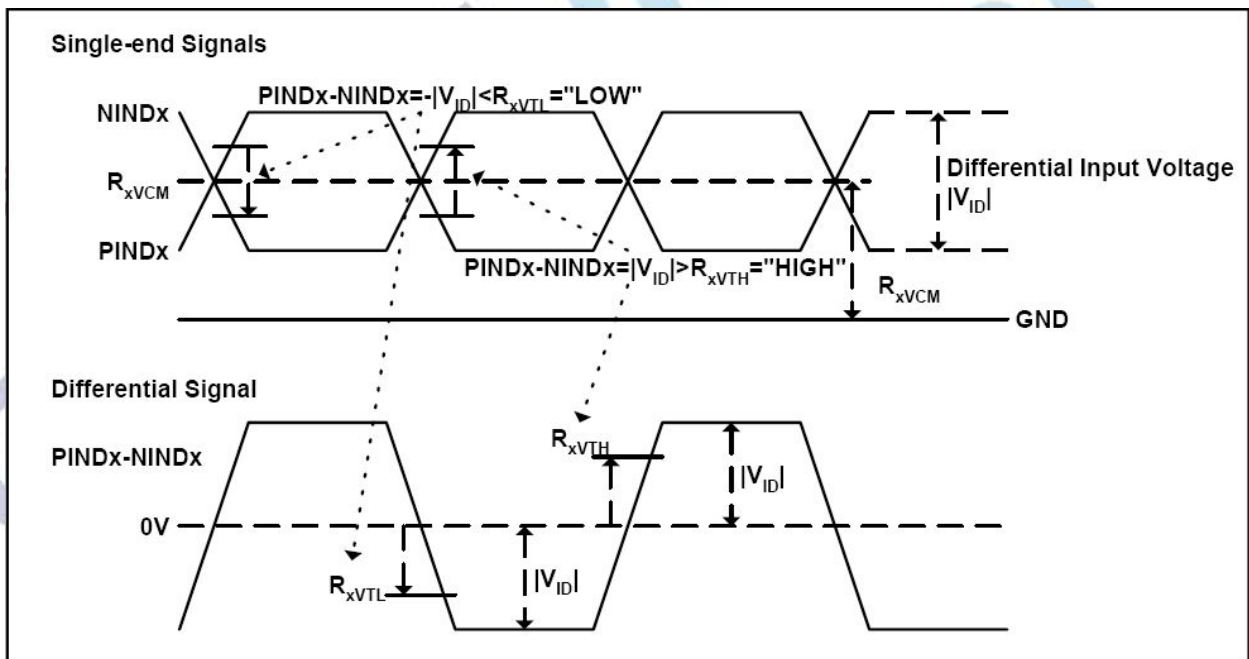 Single-end Signals
PINDx-NINDx=-|VID|<RxVTL="LOW"
NINDx
RxVCM
Differential Input Voltage
|VID|
PINDx
PINDx-NINDx=|VID|>RxVTH="HIGH"
RxVCM
GND
Differential Signal
RxVTH
PINDx-NINDx
|VID|
0V
RxVTL
|VID|